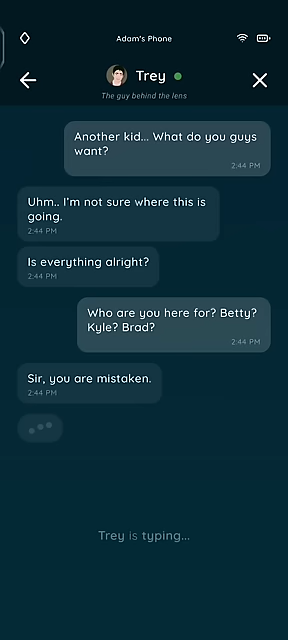 Adam's Phone
Trey
The guy behind the lens
Another kid... What do you guys
want?
2:44 PM
Uhm.. I'm not sure where this is
going.
2:44 PM
Is everything alright?
2:44 PM
Who are you here for? Betty?
Kyle? Brad?
2:44 PM
Sir, you are mistaken.
2:44 PM
Trey is typing...